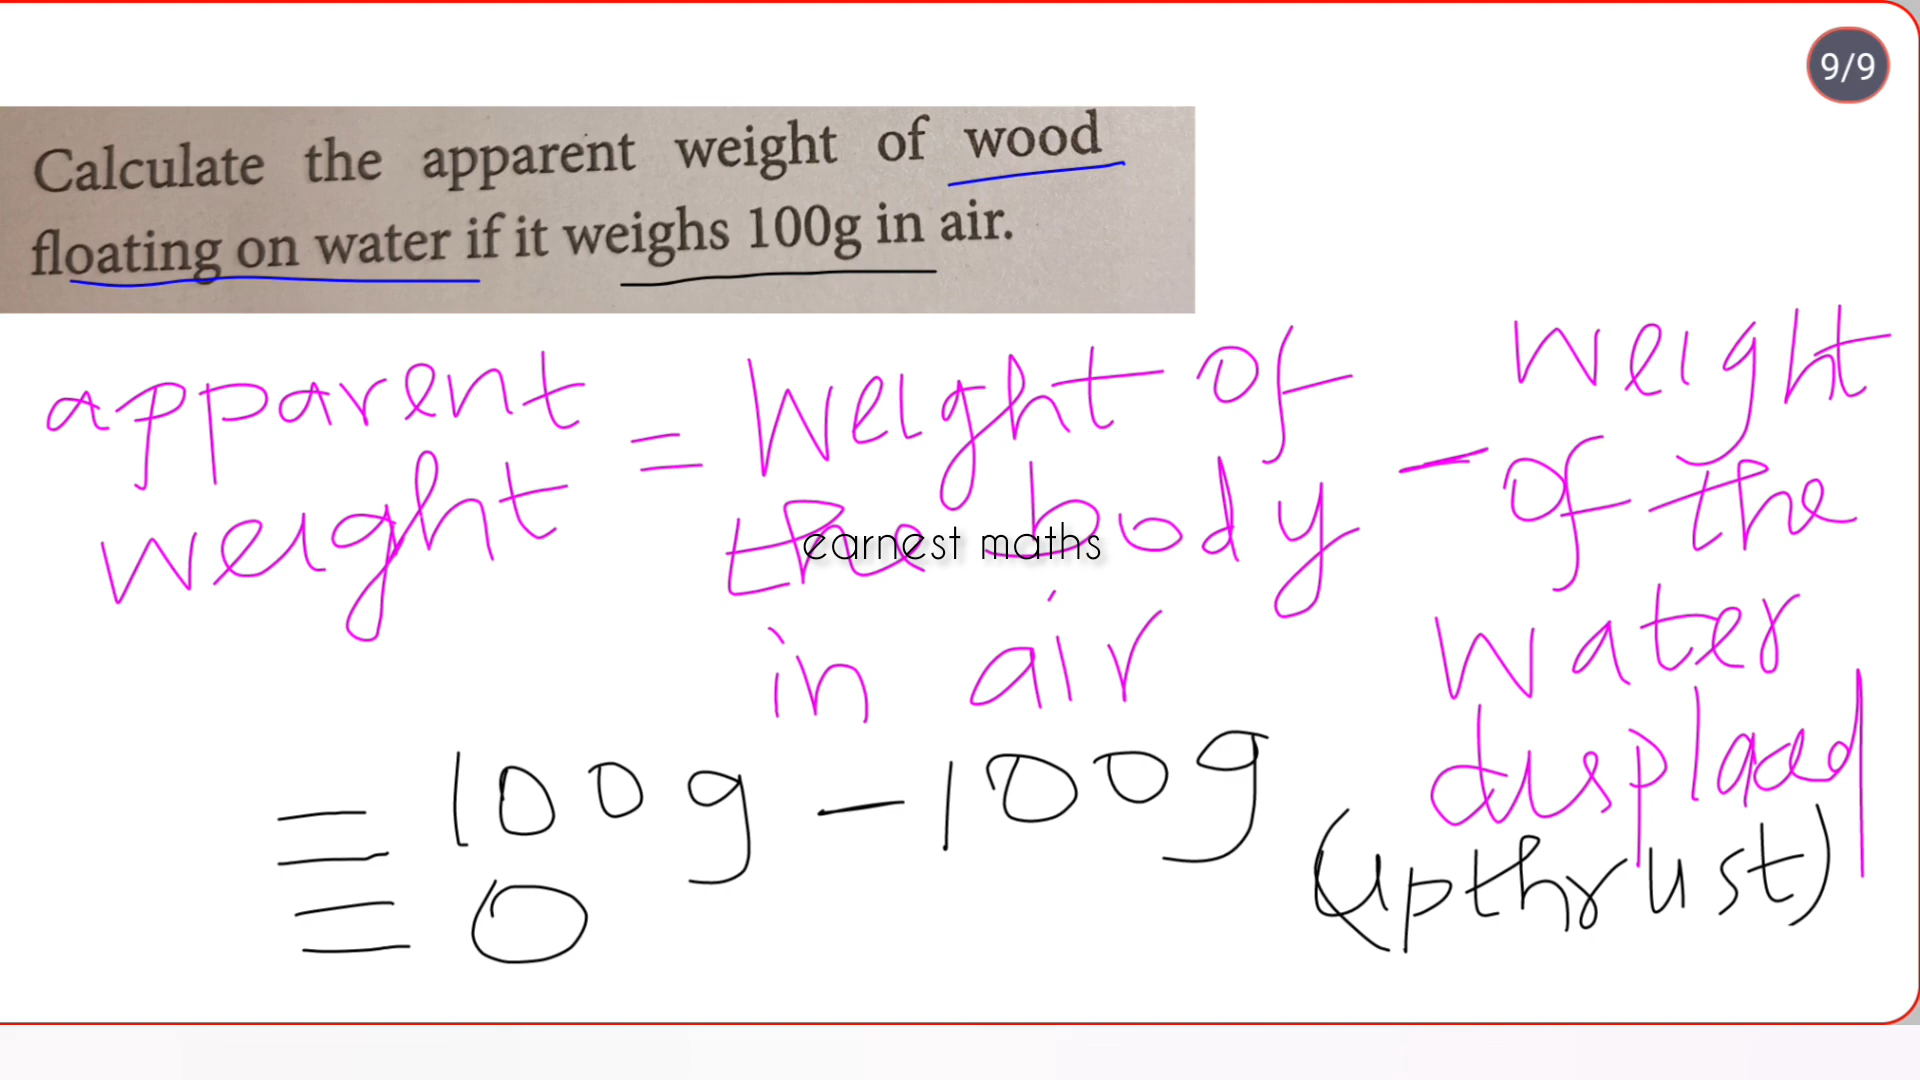 9/9
Calculate the apparent weight of wood
floating on water if it weighs 100g in air.
apparent weight = Weight of the body in air - weight of the water displaced (upthrust)
earnest maths
= 100g - 100g
= 0